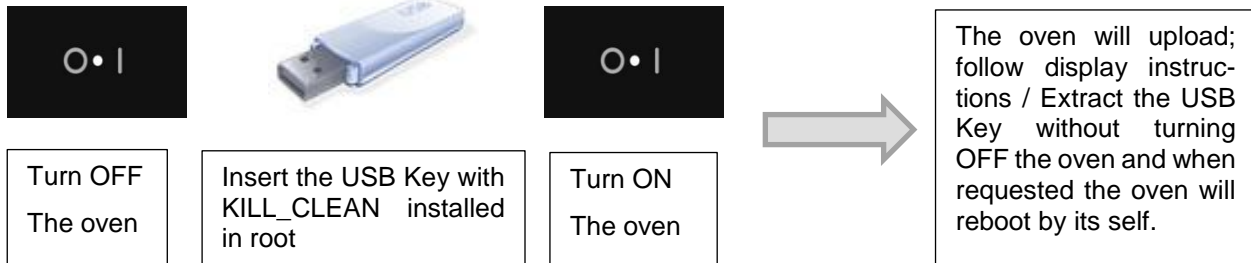 O• I
USB
O• I
Turn OFF
The oven
Insert the USB Key with
KILL_CLEAN installed
in root
Turn ON
The oven
The oven will upload;
follow display instruc-
tions / Extract the USB
Key without turning
OFF the oven and when
requested the oven will
reboot by its self.